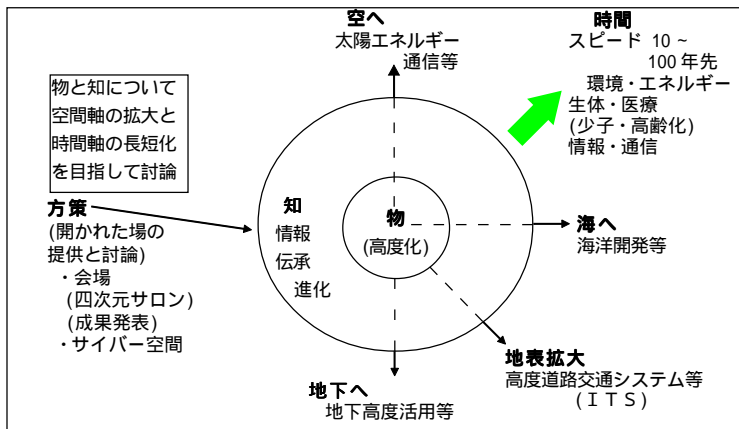 空へ
太陽エネルギー
通信等
時間
スピード 10 ~
100 年先
環境・エネルギー
生体・医療
(少子・高齢化)
情報・通信
物と知について
空間軸の拡大と
時間軸の長短化
を目指して討論
方策
(開かれた場の
提供と討論)
・会場
(四次元サロン)
(成果発表)
・サイバー空間
知
情報
伝承
進化
物
(高度化)
海へ
海洋開発等
地表拡大
高度道路交通システム等
(ITS)
地下へ
地下高度活用等